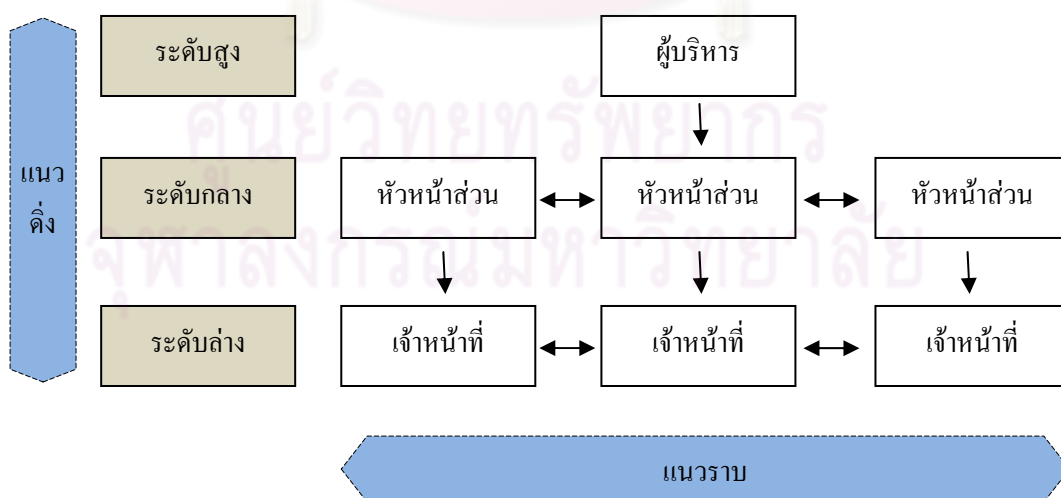 ระดับสูง ผู้บริหาร
ศูนย์วิทยทรัพยากร
แนว
ดิ่ง
ระดับกลาง หัวหน้าส่วน หัวหน้าส่วน หัวหน้าส่วน
จุฬาลงกรณ์มหาวิทยาลัย
ระดับล่าง เจ้าหน้าที่ เจ้าหน้าที่ เจ้าหน้าที่
แนวราบ